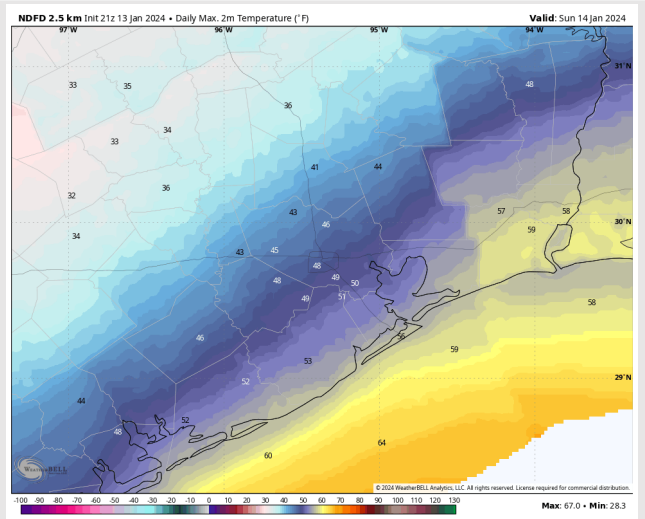 NDFD 2.5 km Init 21z 13 Jan 2024 • Daily Max. 2m Temperature (°F) Valid: Sun 14 Jan 2024
97°W 96°W 95°W 94°W
31°N
33 35 48
36
34
33
41 44
36
32
43 57 58
46 30°N
59
34
43 45
48
48 49 50
49 51
58
56
46 59
53
29°N
52
44
52
48
64
60
WeatherBELL
© 2024 WeatherBELL Analytics, LLC. All rights reserved. License required for commercial distribution.
-100 -90 -80 -70 -60 -50 -40 -30 -20 -10 0 10 20 30 40 50 60 70 80 90 100 110 120 130 Max: 67.0 • Min: 28.3